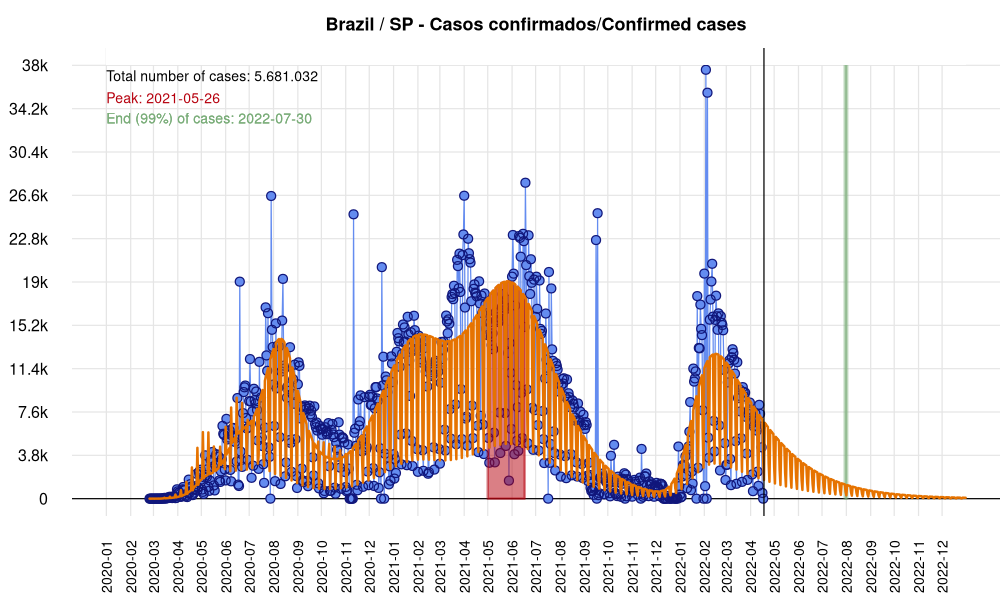 Brazil / SP - Casos confirmados/Confirmed cases
38k
34.2k
30.4k
26.6k
22.8k
19k
15.2k
11.4k
7.6k
3.8k
0
Total number of cases: 5.681.032
Peak: 2021-05-26
End (99%) of cases: 2022-07-30
2020-01
2020-02
2020-03
2020-04
2020-05
2020-06
2020-07
2020-08
2020-09
2020-10
2020-11
2020-12
2021-01
2021-02
2021-03
2021-04
2021-05
2021-06
2021-07
2021-08
2021-09
2021-10
2021-11
2021-12
2022-01
2022-02
2022-03
2022-04
2022-05
2022-06
2022-07
2022-08
2022-09
2022-10
2022-11
2022-12